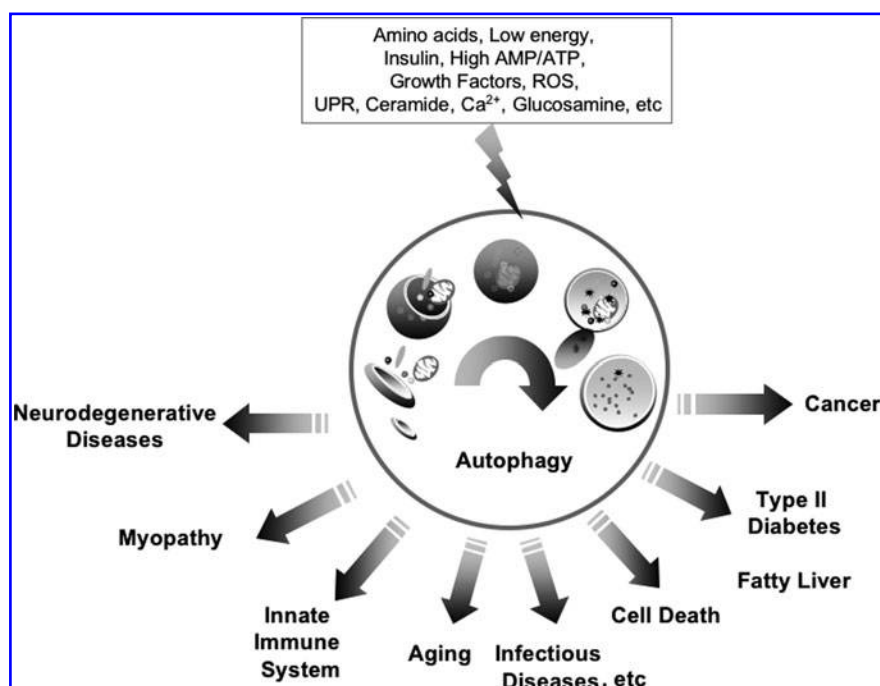 Amino acids, Low energy,
Insulin, High AMP/ATP,
Growth Factors, ROS,
UPR, Ceramide, Ca²⁺, Glucosamine, etc
Autophagy
Neurodegenerative
Diseases
Myopathy
Innate
Immune
System
Aging
Infectious
Diseases, etc
Cell Death
Fatty Liver
Type II
Diabetes
Cancer